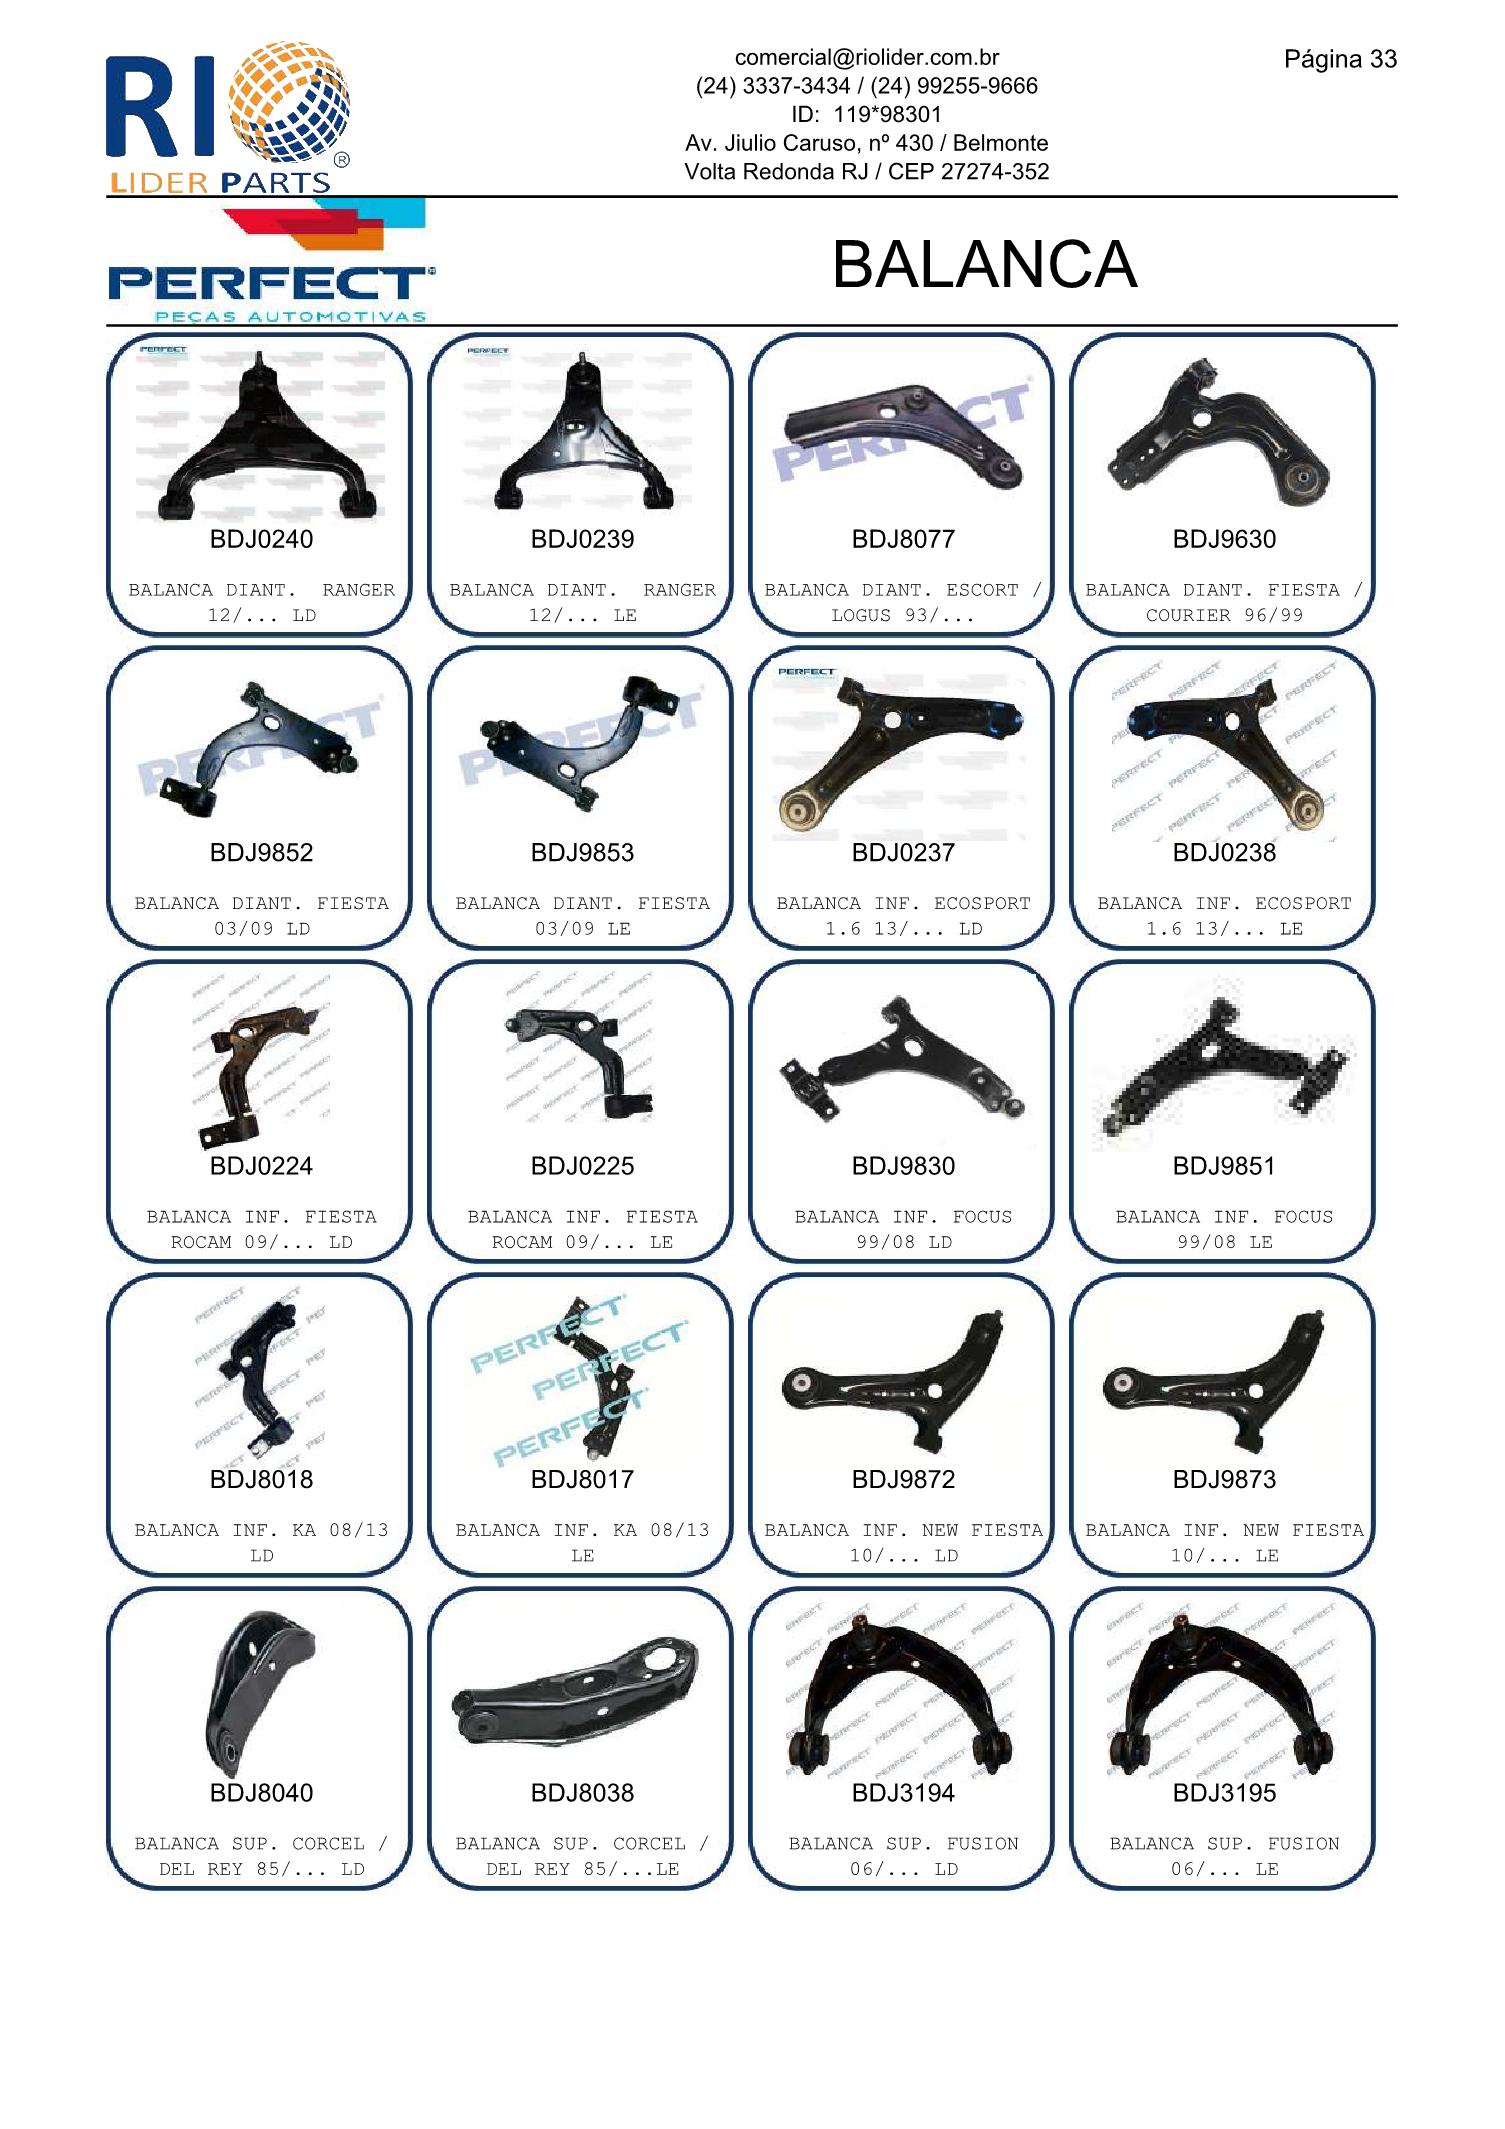 RIO
®
LIDER PARTS
comercial@riolider.com.br
(24) 3337-3434 / (24) 99255-9666
ID: 119*98301
Av. Jiulio Caruso, nº 430 / Belmonte
Volta Redonda RJ / CEP 27274-352
Página 33
PERFECT
PEÇAS AUTOMOTIVAS
BALANCA
BDJ0240
BALANCA DIANT. RANGER
12/... LD
BDJ0239
BALANCA DIANT. RANGER
12/... LE
BDJ8077
BALANCA DIANT. ESCORT /
LOGUS 93/...
BDJ9630
BALANCA DIANT. FIESTA /
COURIER 96/99
BDJ9852
BALANCA DIANT. FIESTA
03/09 LD
BDJ9853
BALANCA DIANT. FIESTA
03/09 LE
BDJ0237
BALANCA INF. ECOSPORT
1.6 13/... LD
BDJ0238
BALANCA INF. ECOSPORT
1.6 13/... LE
BDJ0224
BALANCA INF. FIESTA
ROCAM 09/... LD
BDJ0225
BALANCA INF. FIESTA
ROCAM 09/... LE
BDJ9830
BALANCA INF. FOCUS
99/08 LD
BDJ9851
BALANCA INF. FOCUS
99/08 LE
BDJ8018
BALANCA INF. KA 08/13
LD
BDJ8017
BALANCA INF. KA 08/13
LE
BDJ9872
BALANCA INF. NEW FIESTA
10/... LD
BDJ9873
BALANCA INF. NEW FIESTA
10/... LE
BDJ8040
BALANCA SUP. CORCEL /
DEL REY 85/... LD
BDJ8038
BALANCA SUP. CORCEL /
DEL REY 85/...LE
BDJ3194
BALANCA SUP. FUSION
06/... LD
BDJ3195
BALANCA SUP. FUSION
06/... LE